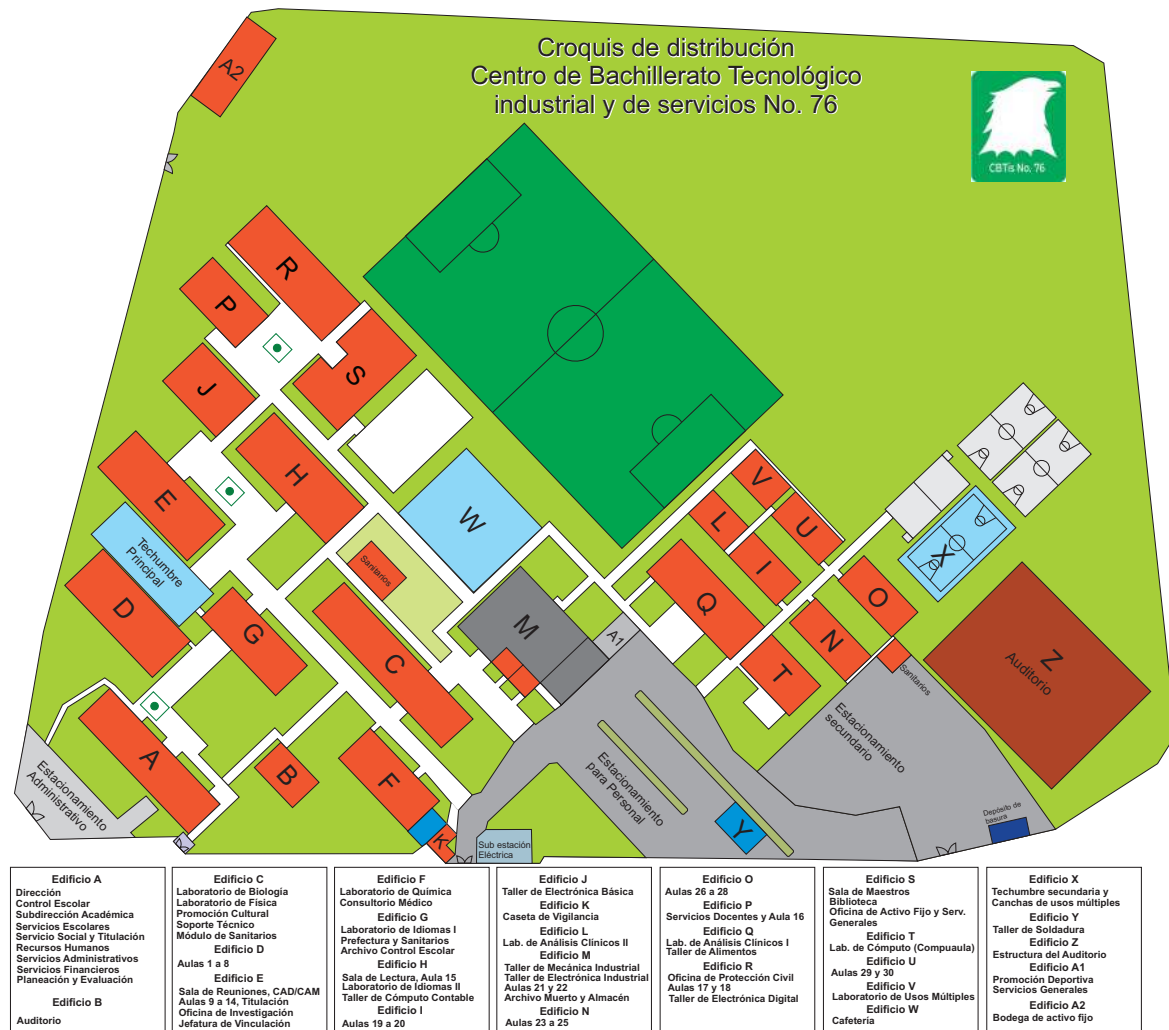 Croquis de distribución
Centro de Bachillerato Tecnológico
industrial y de servicios No. 76
CBTis No. 76
A2
R
P
S
J
H
E
W
Techumbre
Principal
Sanitarios
D
G
C
M
A1
V
L
U
I
Q
O
N
T
X
Z
Auditorio
Sanitarios
A
B
F
K
Y
Estacionamiento
Administrativo
Estacionamiento
para Personal
Estacionamiento
secundario
Sub estación
Eléctrica
Depósito de
basura
Edificio A
Dirección
Control Escolar
Subdirección Académica
Servicios Escolares
Servicio Social y Titulación
Recursos Humanos
Servicios Administrativos
Servicios Financieros
Planeación y Evaluación
Edificio B
Auditorio
Edificio C
Laboratorio de Biología
Laboratorio de Física
Promoción Cultural
Soporte Técnico
Módulo de Sanitarios
Edificio D
Aulas 1 a 8
Edificio E
Sala de Reuniones, CAD/CAM
Aulas 9 a 14, Titulación
Oficina de Investigación
Jefatura de Vinculación
Edificio F
Laboratorio de Química
Consultorio Médico
Edificio G
Laboratorio de Idiomas I
Prefectura y Sanitarios
Archivo Control Escolar
Edificio H
Sala de Lectura, Aula 15
Laboratorio de Idiomas II
Taller de Cómputo Contable
Edificio I
Aulas 19 a 20
Edificio J
Taller de Electrónica Básica
Edificio K
Caseta de Vigilancia
Edificio L
Lab. de Análisis Clínicos II
Edificio M
Taller de Mecánica Industrial
Taller de Electrónica Industrial
Aulas 21 y 22
Archivo Muerto y Almacén
Edificio N
Aulas 23 a 25
Edificio O
Aulas 26 a 28
Edificio P
Servicios Docentes y Aula 16
Edificio Q
Lab. de Análisis Clínicos I
Taller de Alimentos
Edificio R
Oficina de Protección Civil
Aulas 17 y 18
Taller de Electrónica Digital
Edificio S
Sala de Maestros
Biblioteca
Oficina de Activo Fijo y Serv.
Generales
Edificio T
Lab. de Cómputo (Compuaula)
Edificio U
Aulas 29 y 30
Edificio V
Laboratorio de Usos Múltiples
Edificio W
Cafetería
Edificio X
Techumbre secundaria y
Canchas de usos múltiples
Edificio Y
Taller de Soldadura
Edificio Z
Estructura del Auditorio
Edificio A1
Promoción Deportiva
Servicios Generales
Edificio A2
Bodega de activo fijo